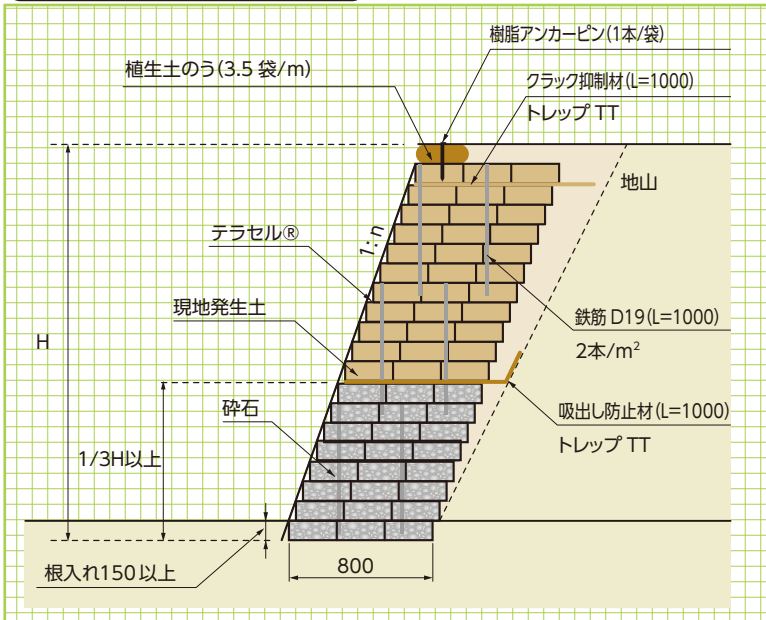 樹脂アンカーピン(1本/袋)
植生土のう(3.5 袋/m)
クラック抑制材(L=1000)
トレップ TT
地山
1:n
テラセル®
現地発生土
鉄筋 D19(L=1000)
2本/m²
H
砕石
吸出し防止材(L=1000)
トレップ TT
1/3H以上
800
根入れ150以上